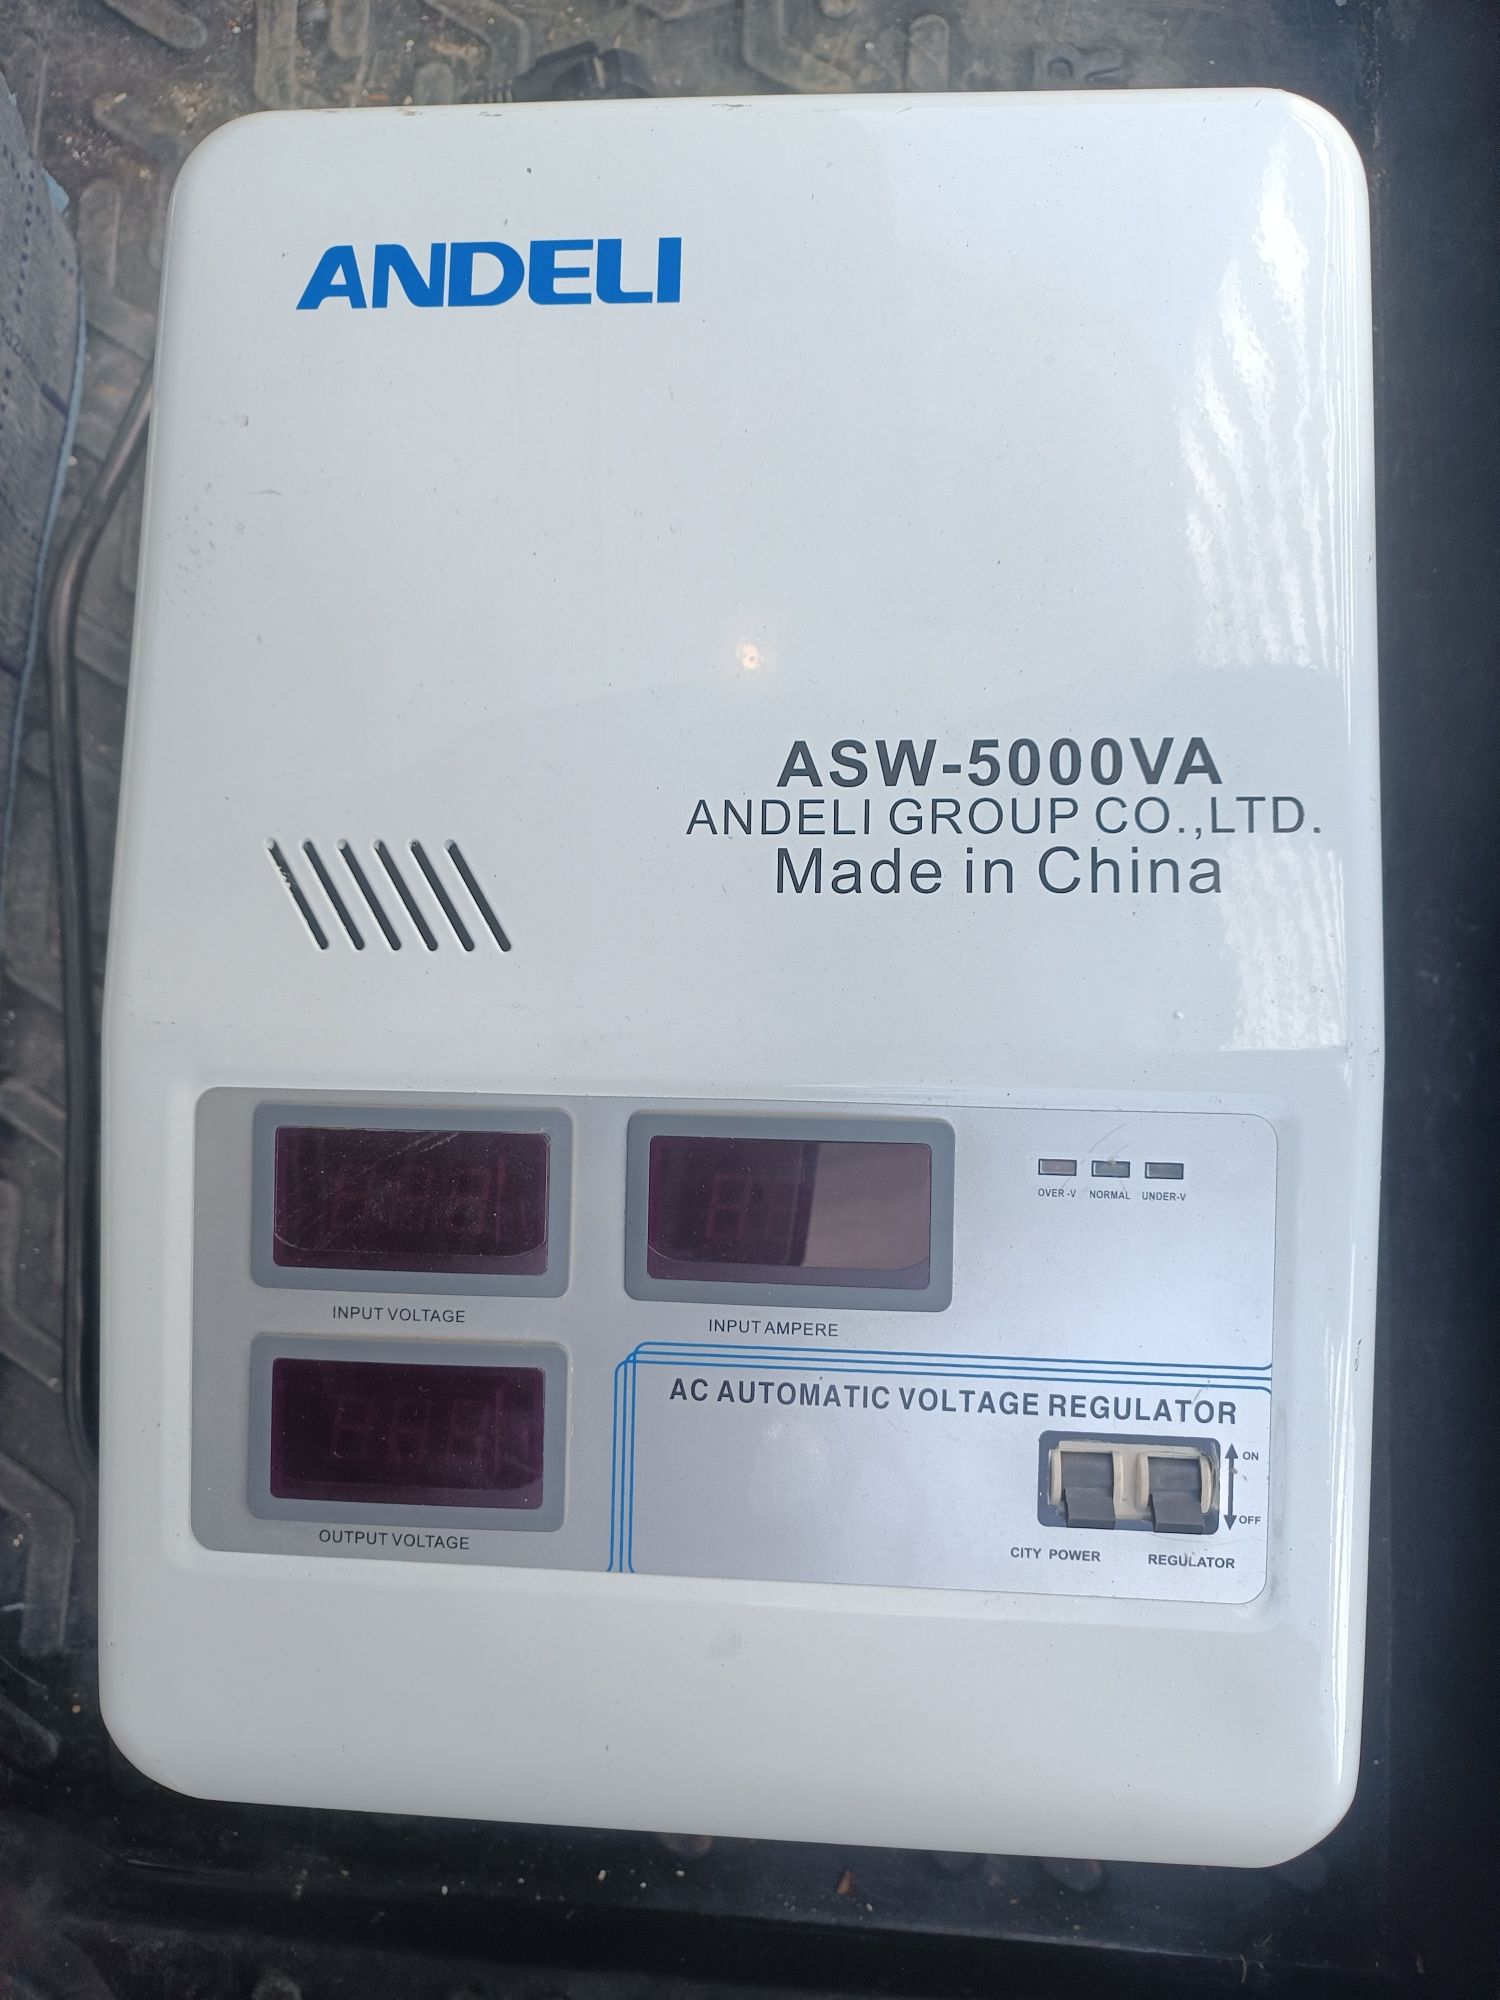 ANDELI
ASW-5000VA
ANDELI GROUP CO.,LTD.
Made in China
OVER-V NORMAL UNDER-V
INPUT VOLTAGE
INPUT AMPERE
AC AUTOMATIC VOLTAGE REGULATOR
ON
OFF
OUTPUT VOLTAGE
CITY POWER
REGULATOR